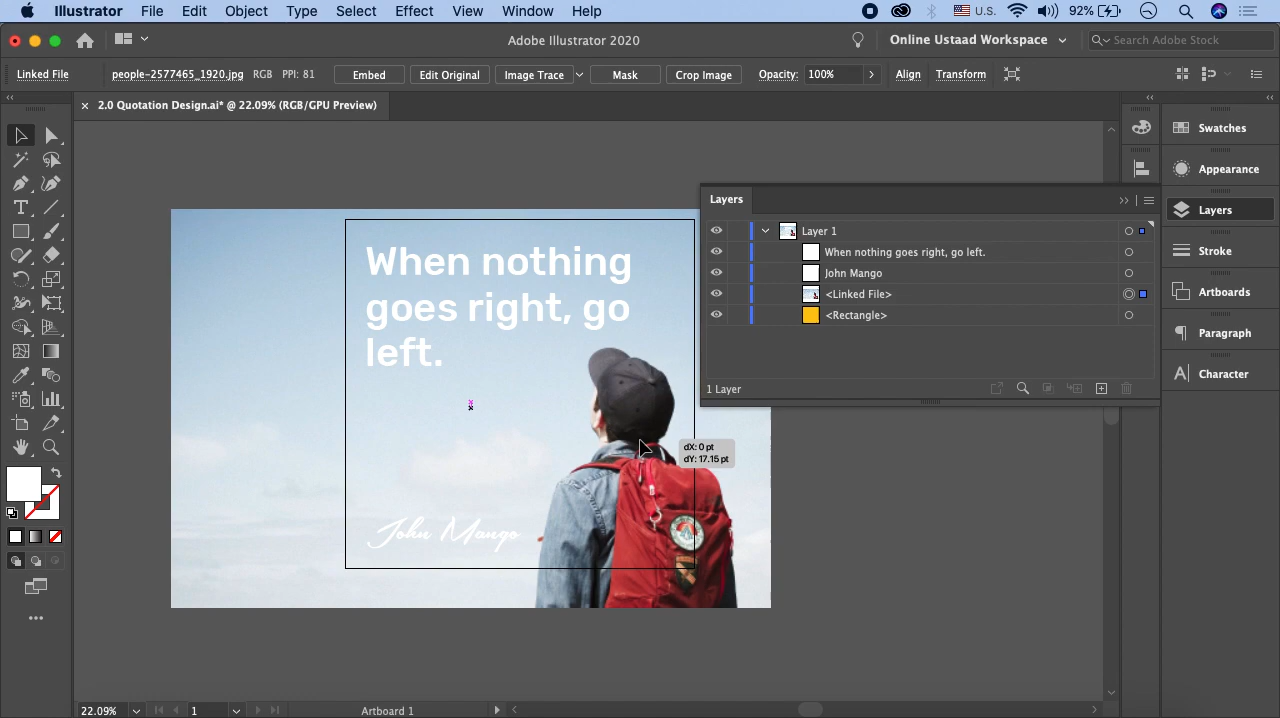 Illustrator File Edit Object Type Select Effect View Window Help U.S. 92%
Adobe Illustrator 2020 Online Ustaad Workspace Search Adobe Stock
Linked File people-2577465_1920.jpg RGB PPI: 81 Embed Edit Original Image Trace Mask Crop Image Opacity: 100% Align Transform
2.0 Quotation Design.ai* @ 22.09% (RGB/GPU Preview)
Swatches
Appearance
Layers
Stroke
Artboards
Paragraph
Character
Layers
Layer 1
When nothing goes right, go left.
John Mango
<Linked File>
<Rectangle>
1 Layer
When nothing
goes right, go
left.
dX: 0 pt
dY: 17.15 pt
John Mango
22.09% 1 Artboard 1